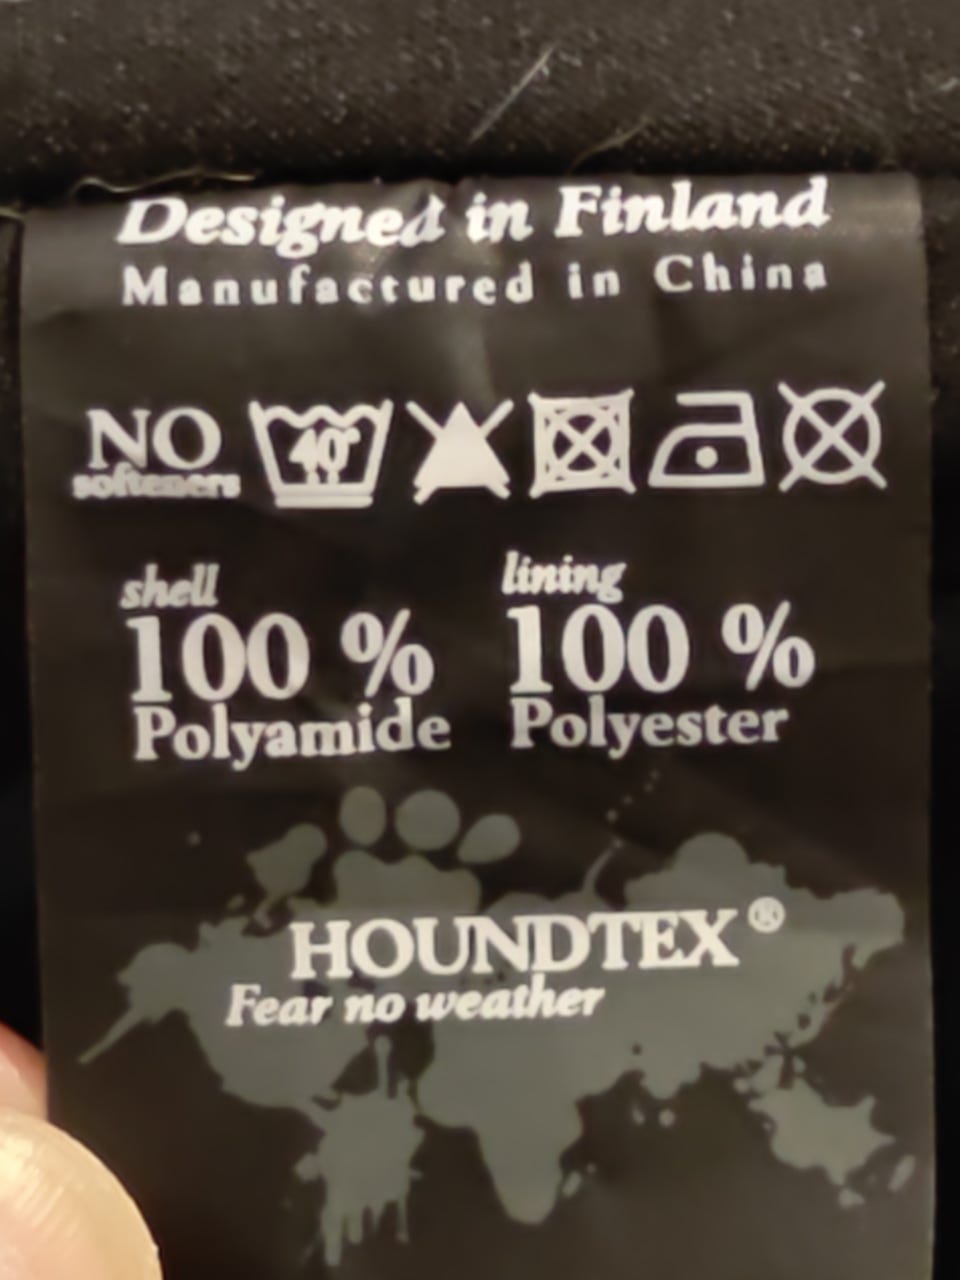 Designed in Finland
Manufactured in China
NO
softeners
40°
shell
100 %
Polyamide
lining
100 %
Polyester
HOUNDTEX®
Fear no weather